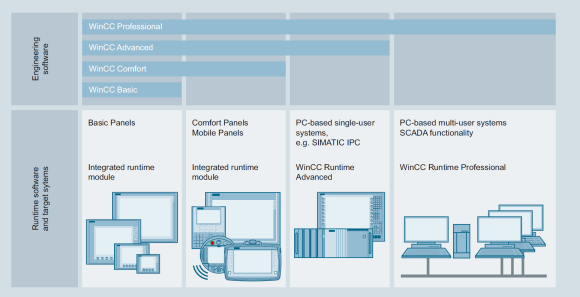 Engineering
software
WinCC Professional
WinCC Advanced
WinCC Comfort
WinCC Basic
Runtime software
and target sytems
Basic Panels
Integrated runtime
module
Comfort Panels
Mobile Panels
Integrated runtime
module
PC-based single-user
systems,
e.g. SIMATIC IPC
WinCC Runtime
Advanced
PC-based multi-user systems
SCADA functionality
WinCC Runtime Professional